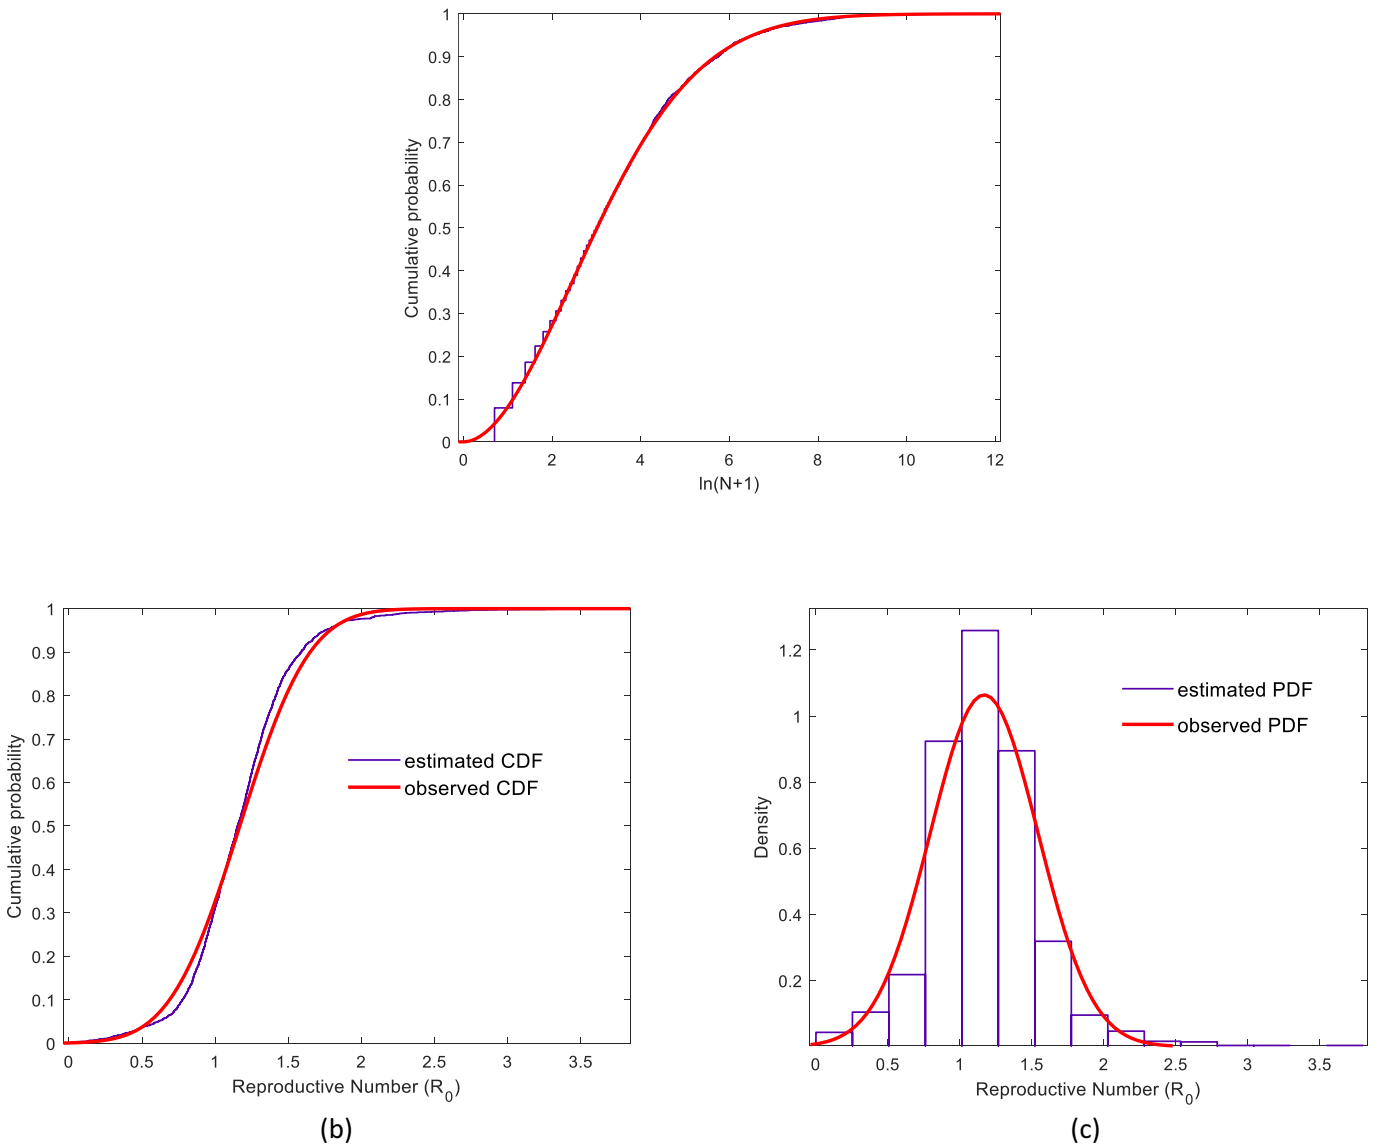 1
0.9
0.8
0.7
0.6
0.5
0.4
0.3
0.2
0.1
0
Cumulative probability
0 2 4 6 8 10 12
ln(N+1)
1
0.9
0.8
0.7
0.6
0.5
0.4
0.3
0.2
0.1
0
Cumulative probability
estimated CDF
observed CDF
0 0.5 1 1.5 2 2.5 3 3.5
Reproductive Number (R0)
(b)
1.2
1
0.8
0.6
0.4
0.2
Density
estimated PDF
observed PDF
0 0.5 1 1.5 2 2.5 3 3.5
Reproductive Number (R0)
(c)